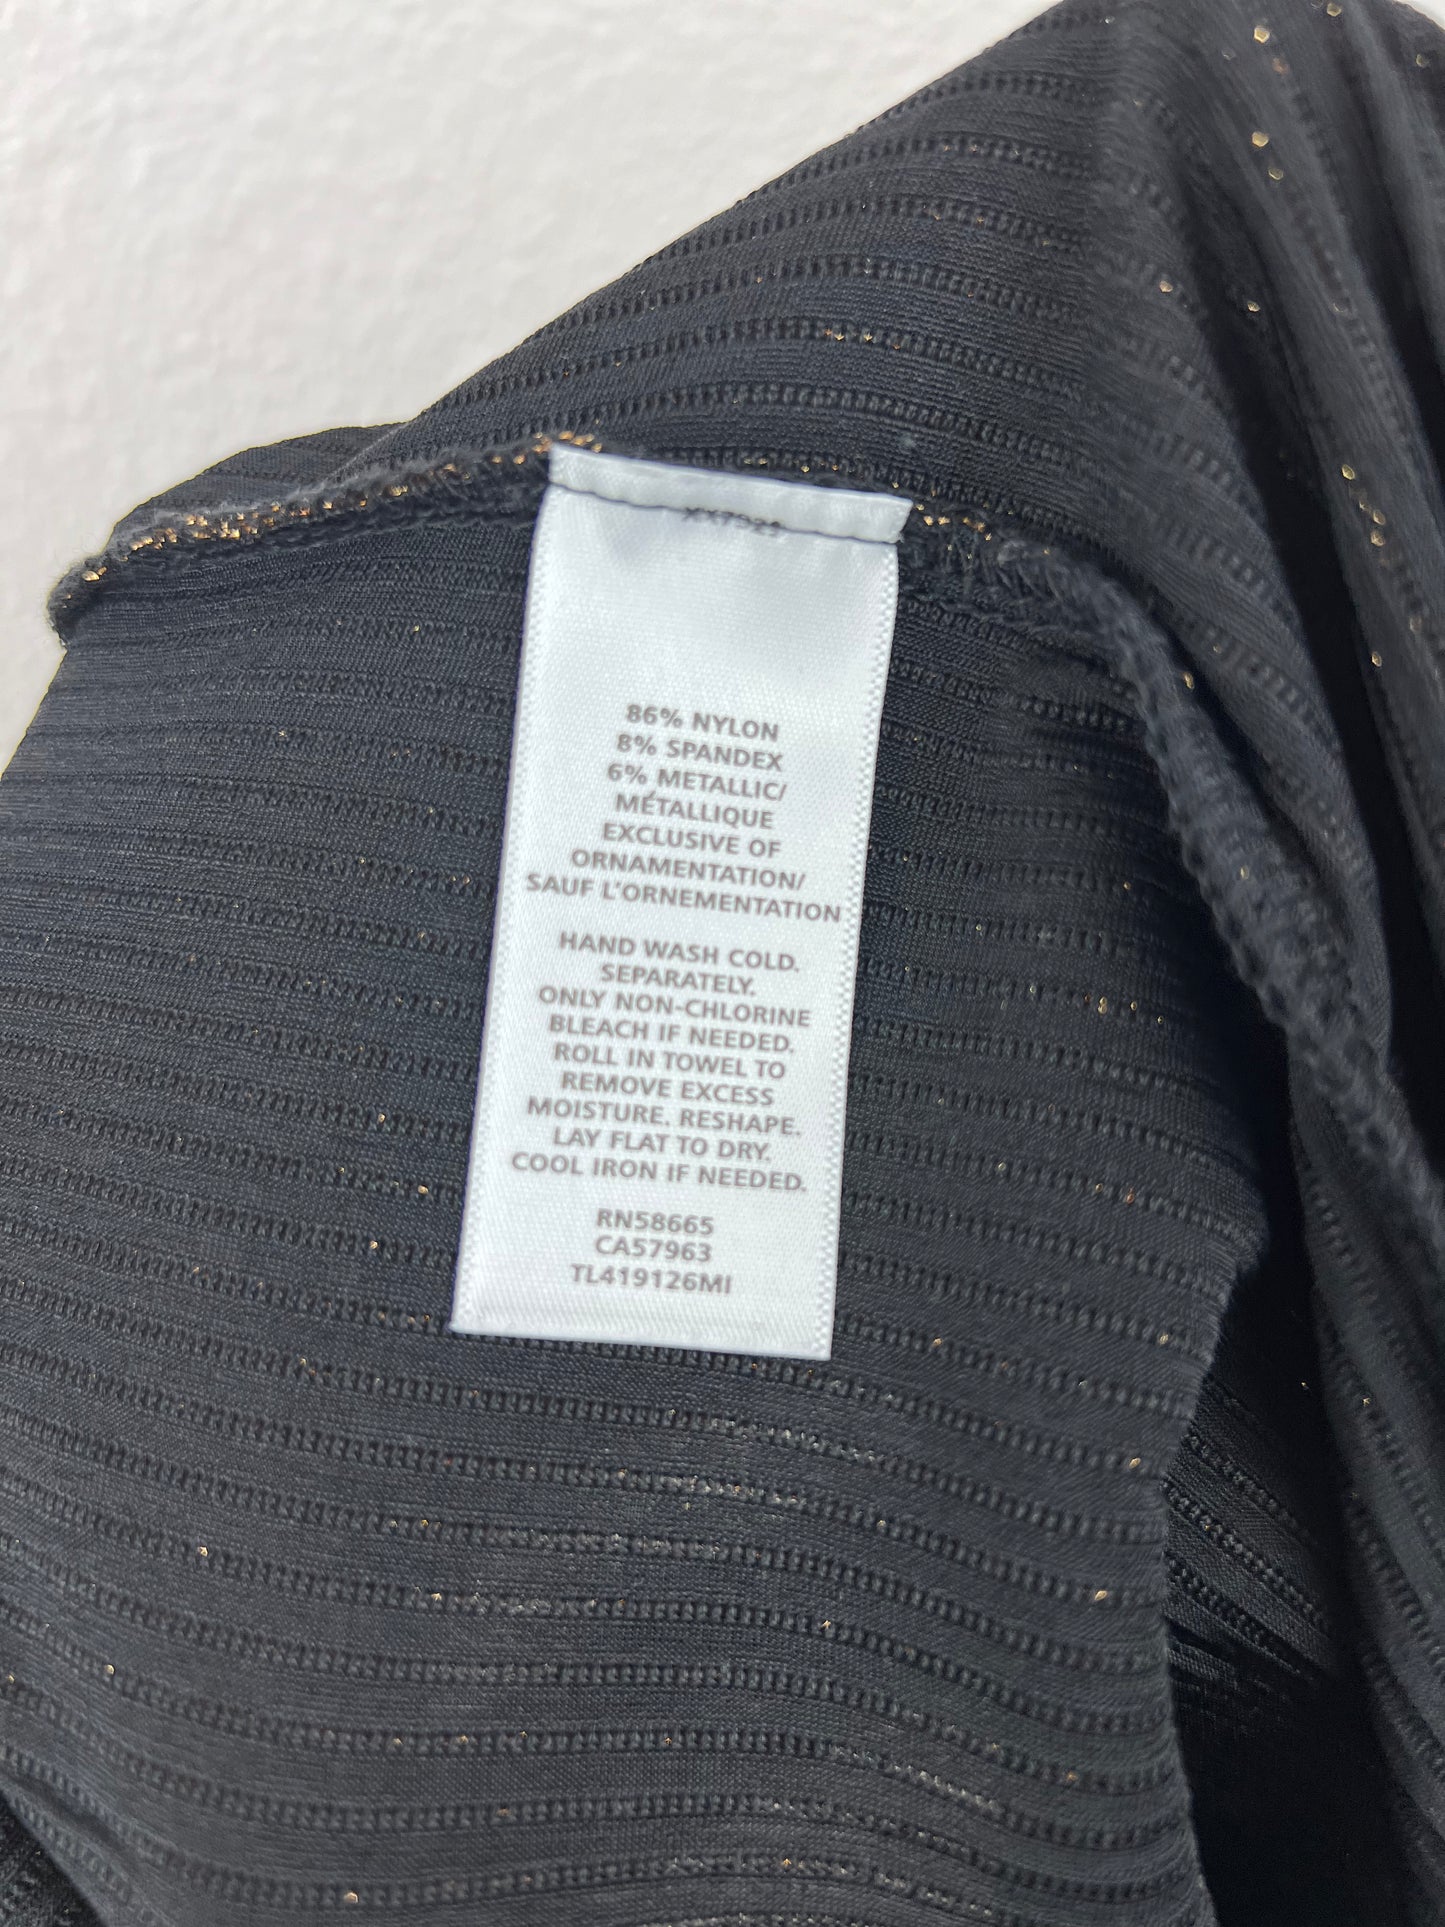 86% NYLON
8% SPANDEX
6% METALLIC/
MÉTALLIQUE
EXCLUSIVE OF
ORNAMENTATION/
SAUF L'ORNEMENTATION
HAND WASH COLD.
SEPARATELY.
ONLY NON-CHLORINE
BLEACH IF NEEDED.
ROLL IN TOWEL TO
REMOVE EXCESS
MOISTURE. RESHAPE.
LAY FLAT TO DRY.
COOL IRON IF NEEDED.
RN58665
CA57963
TL419126MI